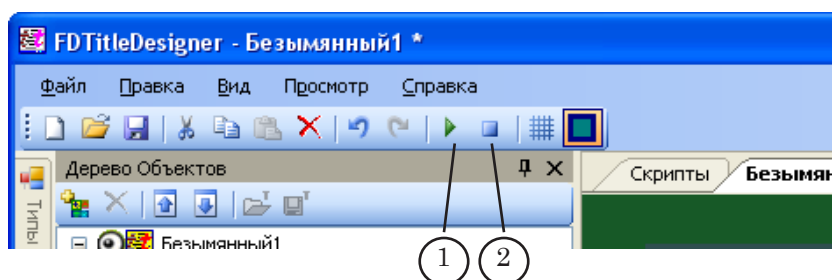 FDTitleDesigner - Безымянный1 *
Файл Правка Вид Просмотр Справка
Дерево Объектов
Скрипты Безымян
Типы
Безымянный1
1 2